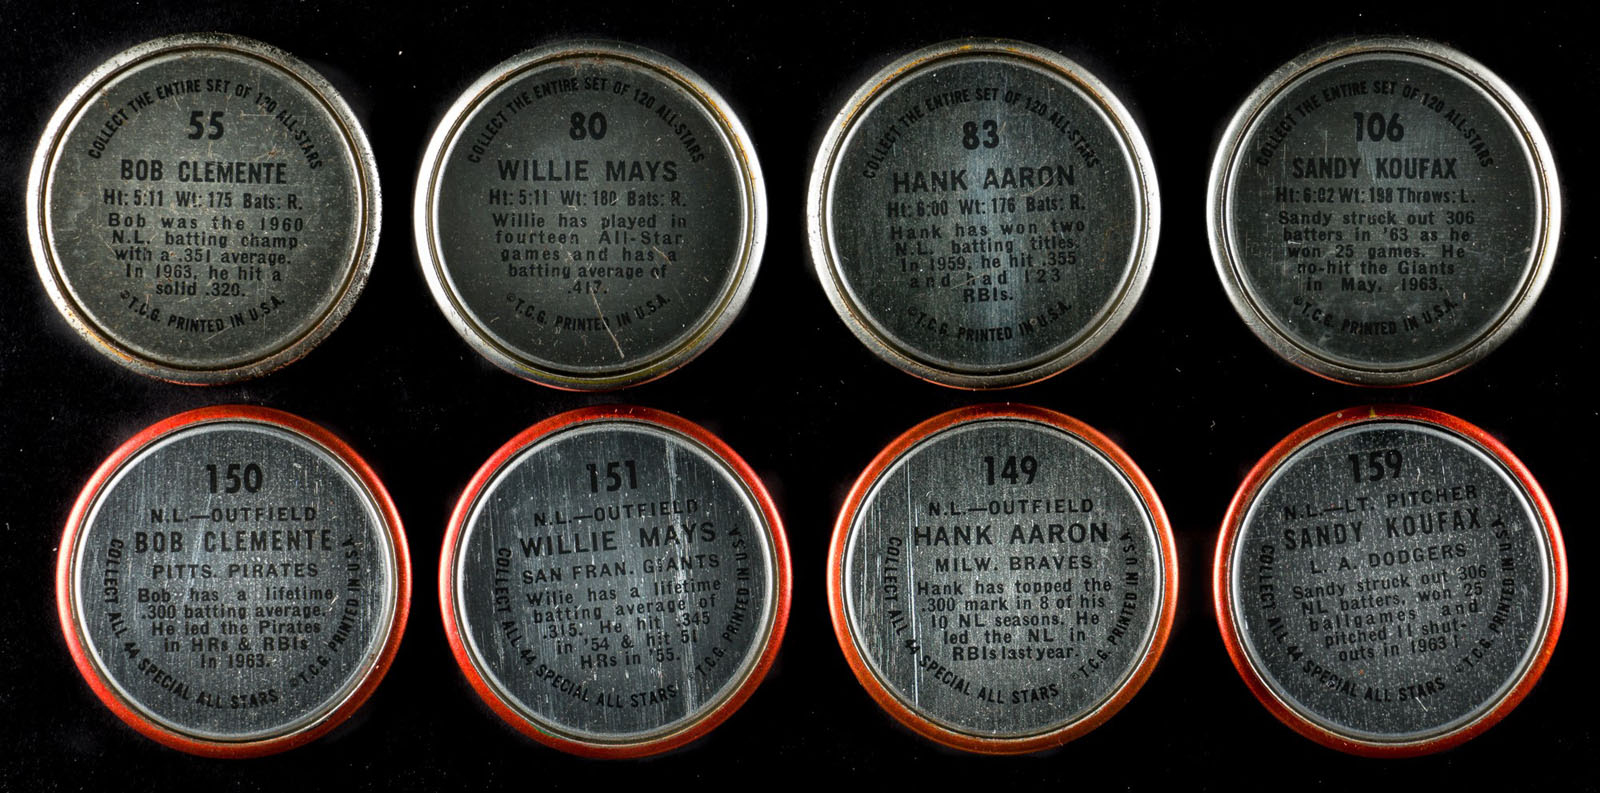 COLLECT THE ENTIRE SET OF 120 ALL-STARS
55
BOB CLEMENTE
Ht: 5:11 Wt: 175 Bats: R.
Bob was the 1960
N.L. batting champ
with a .351 average.
In 1963, he hit a
solid .320.
©T.C.G. PRINTED IN U.S.A.
COLLECT THE ENTIRE SET OF 120 ALL-STARS
80
WILLIE MAYS
Ht: 5:11 Wt: 180 Bats: R.
Willie has played in
fourteen All-Star
games and has a
batting average of
.417.
©T.C.G. PRINTED IN U.S.A.
COLLECT THE ENTIRE SET OF 120 ALL-STARS
83
HANK AARON
Ht: 6:00 Wt: 176 Bats: R.
Hank has won two
N.L. batting titles.
In 1959, he hit .355
and had 123
RBIs.
©T.C.G. PRINTED IN U.S.A.
COLLECT THE ENTIRE SET OF 120 ALL-STARS
106
SANDY KOUFAX
Ht: 6:02 Wt: 198 Throws: L.
Sandy struck out 306
batters in '63 as he
won 25 games. He
no-hit the Giants
in May, 1963.
©T.C.G. PRINTED IN U.S.A.
150
N.L.—OUTFIELD
BOB CLEMENTE
PITTS. PIRATES
Bob has a lifetime
.300 batting average.
He led the Pirates
in HRs & RBIs
in 1963.
COLLECT ALL 44 SPECIAL ALL STARS
©T.C.G. PRINTED IN U.S.A.
151
N.L.—OUTFIELD
WILLIE MAYS
SAN FRAN. GIANTS
Willie has a lifetime
batting average of
.315. He hit .345
in '54 & hit 51
HRs in '55.
COLLECT ALL 44 SPECIAL ALL STARS
©T.C.G. PRINTED IN U.S.A.
149
N.L.—OUTFIELD
HANK AARON
MILW. BRAVES
Hank has topped the
.300 mark in 8 of his
10 NL seasons. He
led the NL in
RBIs last year.
COLLECT ALL 44 SPECIAL ALL STARS
©T.C.G. PRINTED IN U.S.A.
159
N.L.—LT. PITCHER
SANDY KOUFAX
L. A. DODGERS
Sandy struck out 306
NL batters, won 25
ballgames and
pitched 11 shut-
outs in 1963!
COLLECT ALL 44 SPECIAL ALL STARS
©T.C.G. PRINTED IN U.S.A.